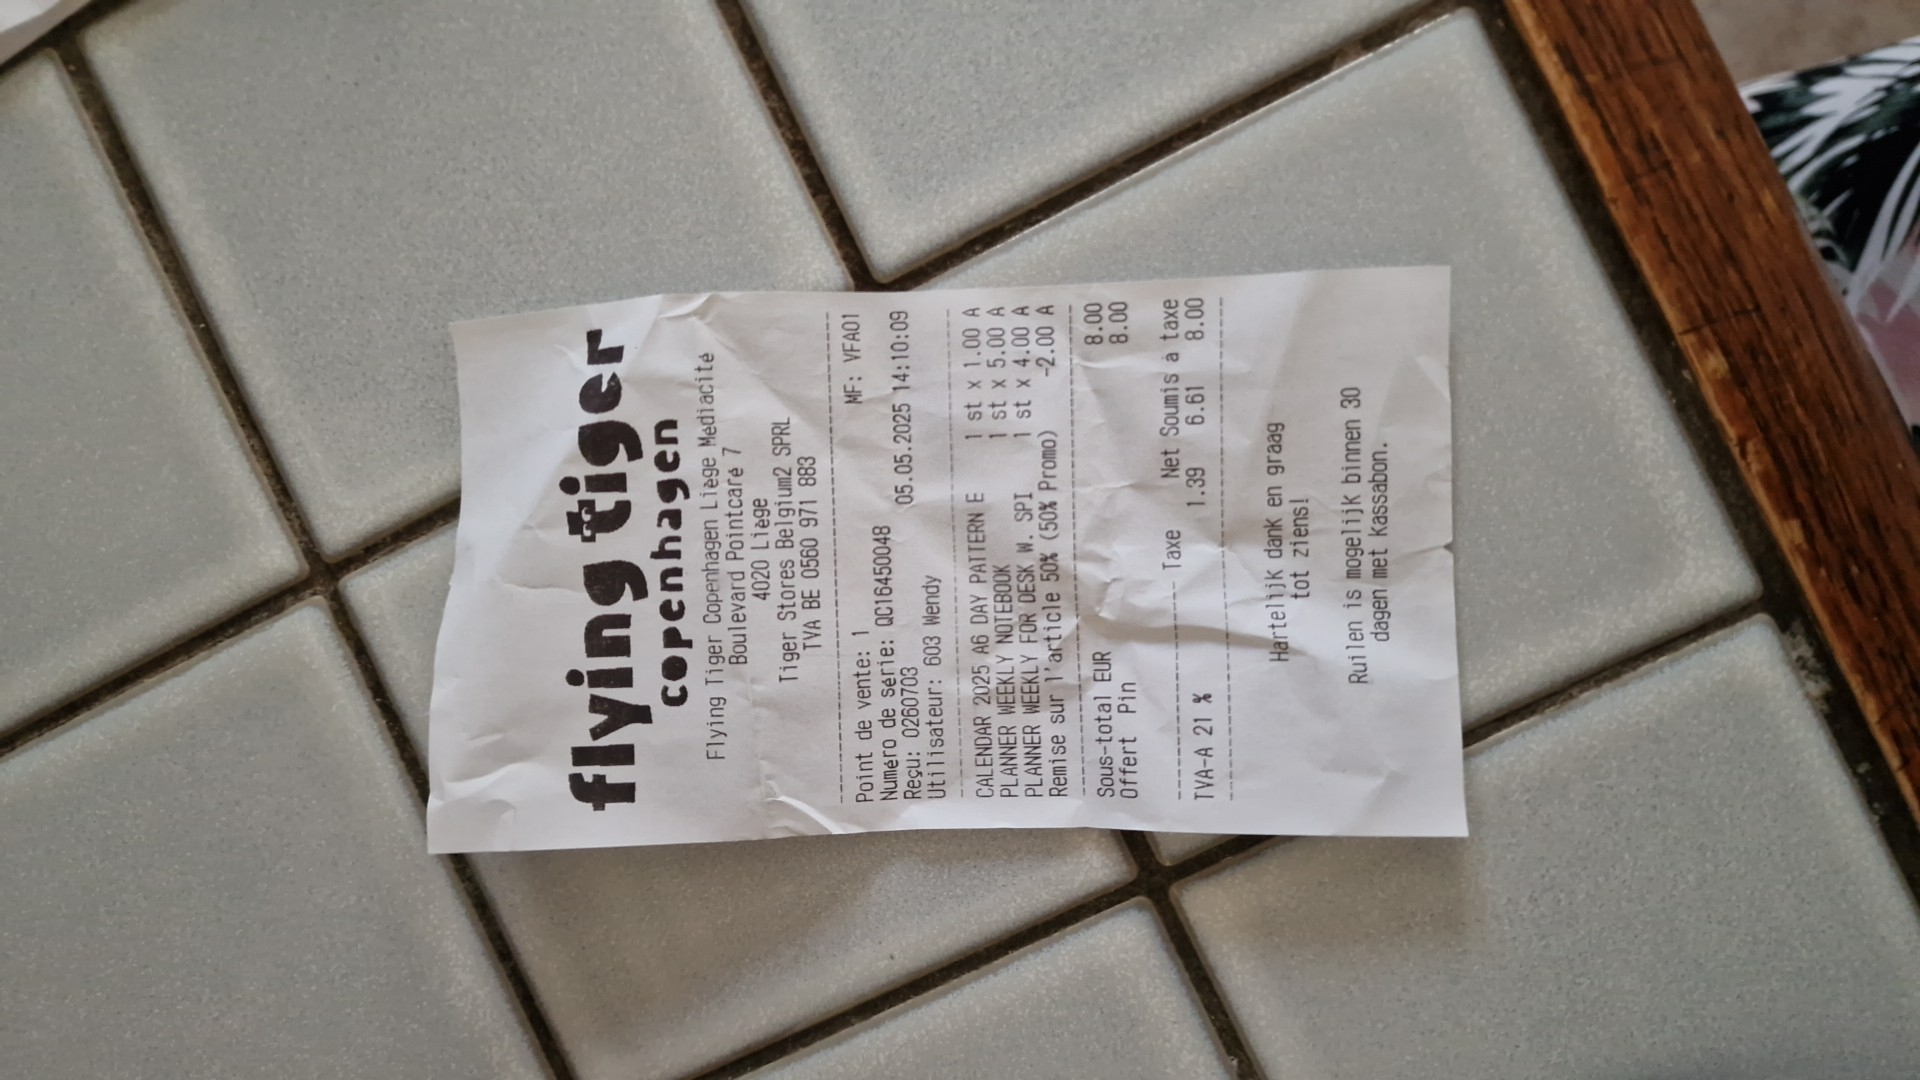 flying tiger
copenhagen
Flying Tiger Copenhagen Liège Médiacité
Boulevard Pointcaré 7
4020 Liège
Tiger Stores Belgium2 SPRL
TVA BE 0560 971 883
Point de vente: 1 MF: VFA01
Numéro de série: QC16450048
Reçu: 0260703 05.05.2025 14:10:09
Utilisateur: 603 Wendy
CALENDAR 2025 A6 DAY PATTERN E 1 st x 1.00 A
PLANNER WEEKLY NOTEBOOK 1 st x 5.00 A
PLANNER WEEKLY FOR DESK W. SPI 1 st x 4.00 A
Remise sur l'article 50% (50% Promo) -2.00 A
Sous-total EUR 8.00
Offert Pin 8.00
Taxe Net Soumis à taxe
TVA-A 21 % 1.39 6.61 8.00
Hartelijk dank en graag
tot ziens!
Ruilen is mogelijk binnen 30
dagen met kassabon.